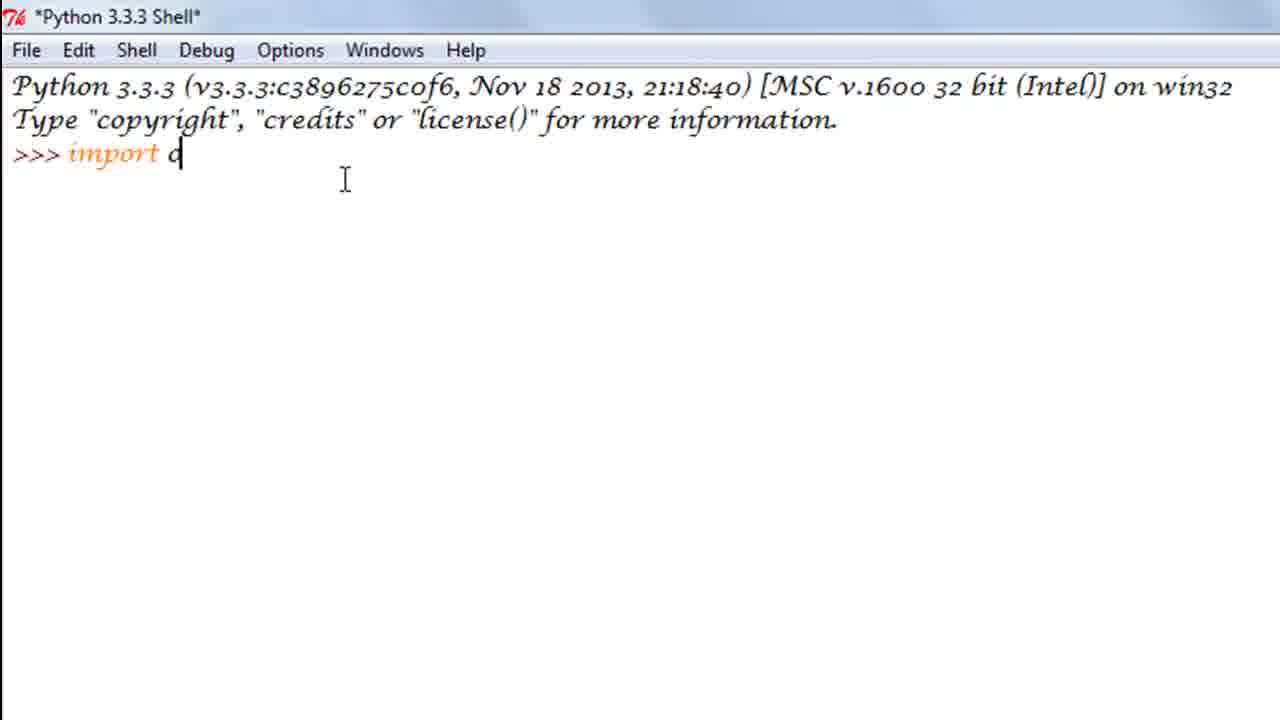 *Python 3.3.3 Shell*
File Edit Shell Debug Options Windows Help
Python 3.3.3 (v3.3.3:c3896275c0f6, Nov 18 2013, 21:18:40) [MSC v.1600 32 bit (Intel)] on win32
Type "copyright", "credits" or "license()" for more information.
>>> import c